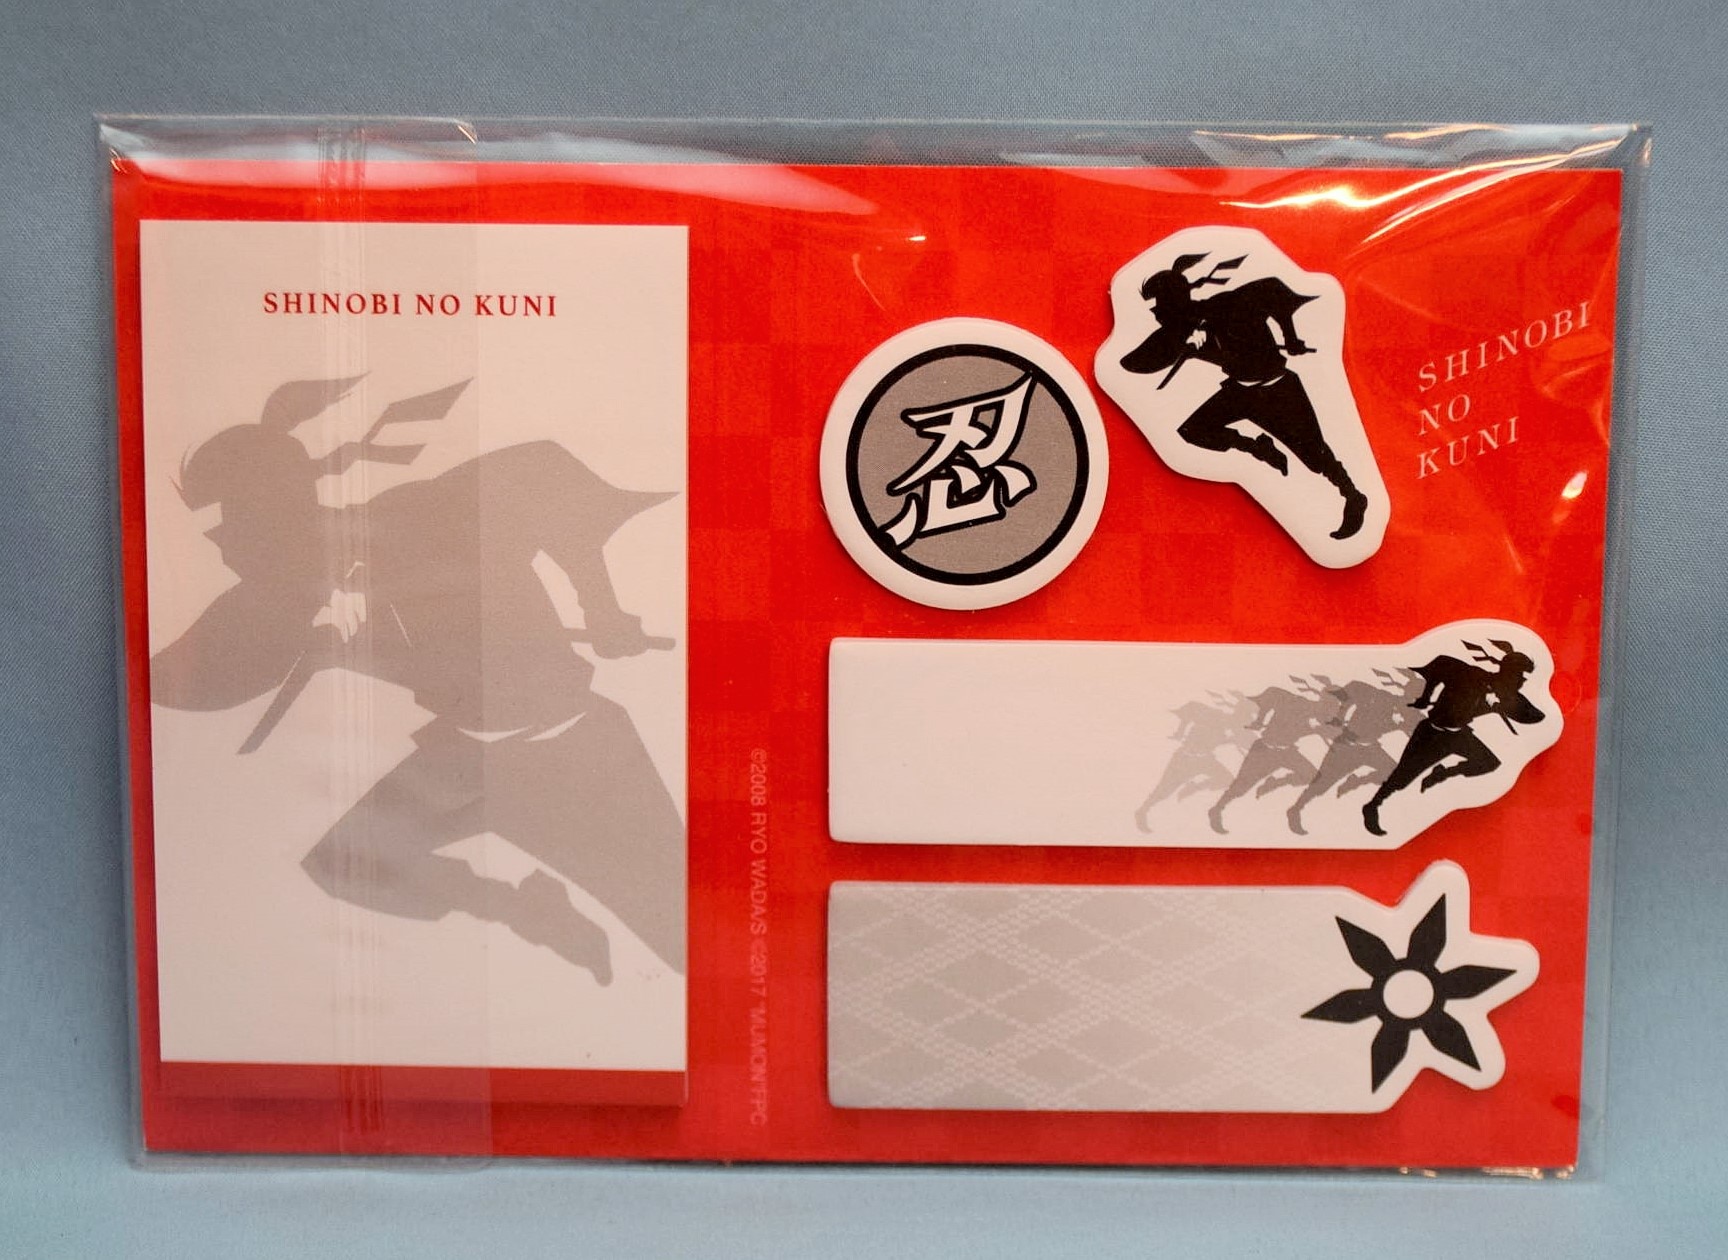 SHINOBI NO KUNI
忍
SHINOBI
NO
KUNI
©2008 RYO WADA/S ©2017 "MUMON"FPC